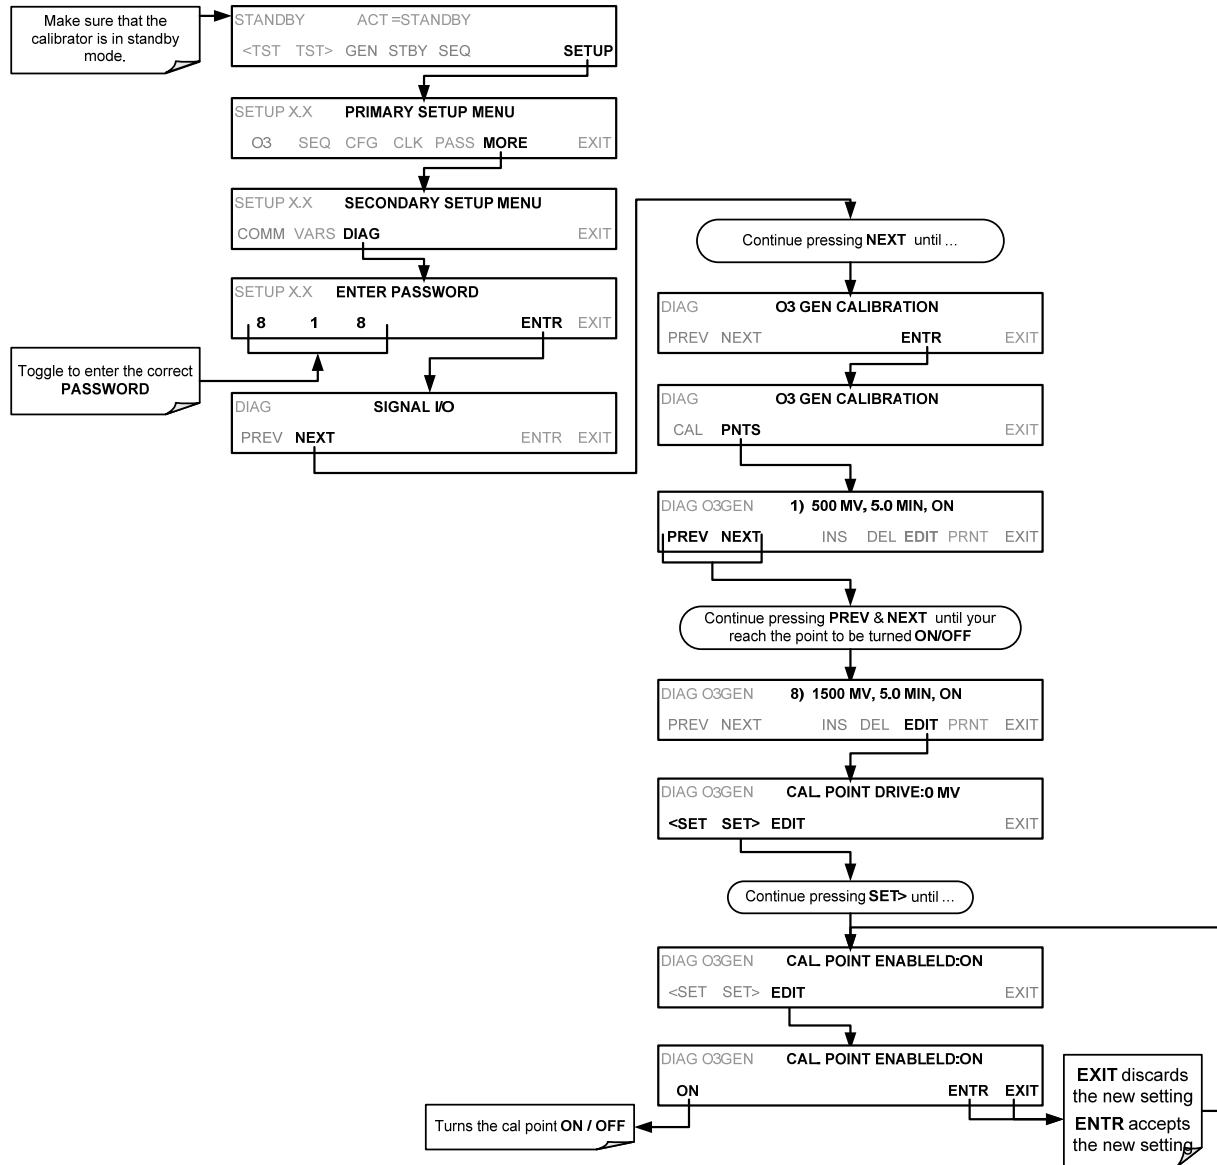 Make sure that the
calibrator is in standby
mode.
STANDBY ACT =STANDBY
<TST TST> GEN STBY SEQ SETUP
SETUP X.X PRIMARY SETUP MENU
O3 SEQ CFG CLK PASS MORE EXIT
SETUP X.X SECONDARY SETUP MENU
COMM VARS DIAG EXIT
SETUP X.X ENTER PASSWORD
8 1 8 ENTR EXIT
Toggle to enter the correct
PASSWORD
DIAG SIGNAL I/O
PREV NEXT ENTR EXIT
Continue pressing NEXT until ...
DIAG O3 GEN CALIBRATION
PREV NEXT ENTR EXIT
DIAG O3 GEN CALIBRATION
CAL PNTS EXIT
DIAG O3GEN 1) 500 MV, 5.0 MIN, ON
PREV NEXT INS DEL EDIT PRNT EXIT
Continue pressing PREV & NEXT until your
reach the point to be turned ON/OFF
DIAG O3GEN 8) 1500 MV, 5.0 MIN, ON
PREV NEXT INS DEL EDIT PRNT EXIT
DIAG O3GEN CAL. POINT DRIVE:0 MV
<SET SET> EDIT EXIT
Continue pressing SET> until ...
DIAG O3GEN CAL. POINT ENABLELD:ON
<SET SET> EDIT EXIT
DIAG O3GEN CAL. POINT ENABLELD:ON
ON ENTR EXIT
Turns the cal point ON / OFF
EXIT discards
the new setting
ENTR accepts
the new setting